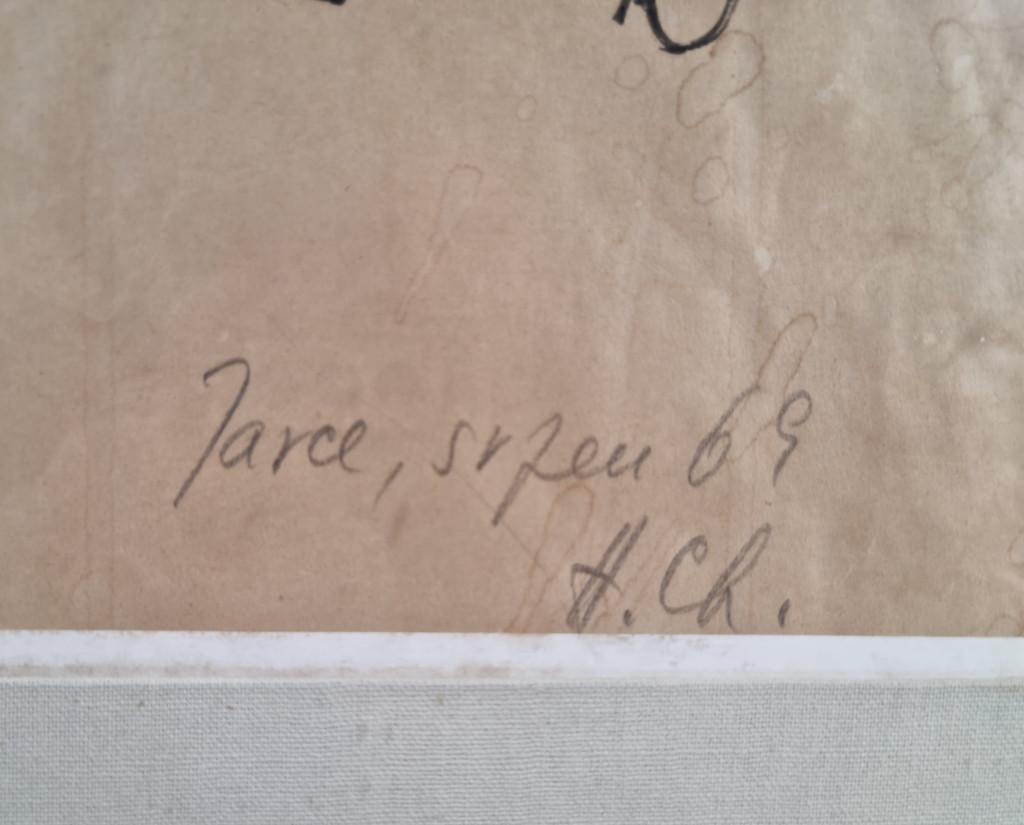 Jarce, srpen 69
H. Ch.